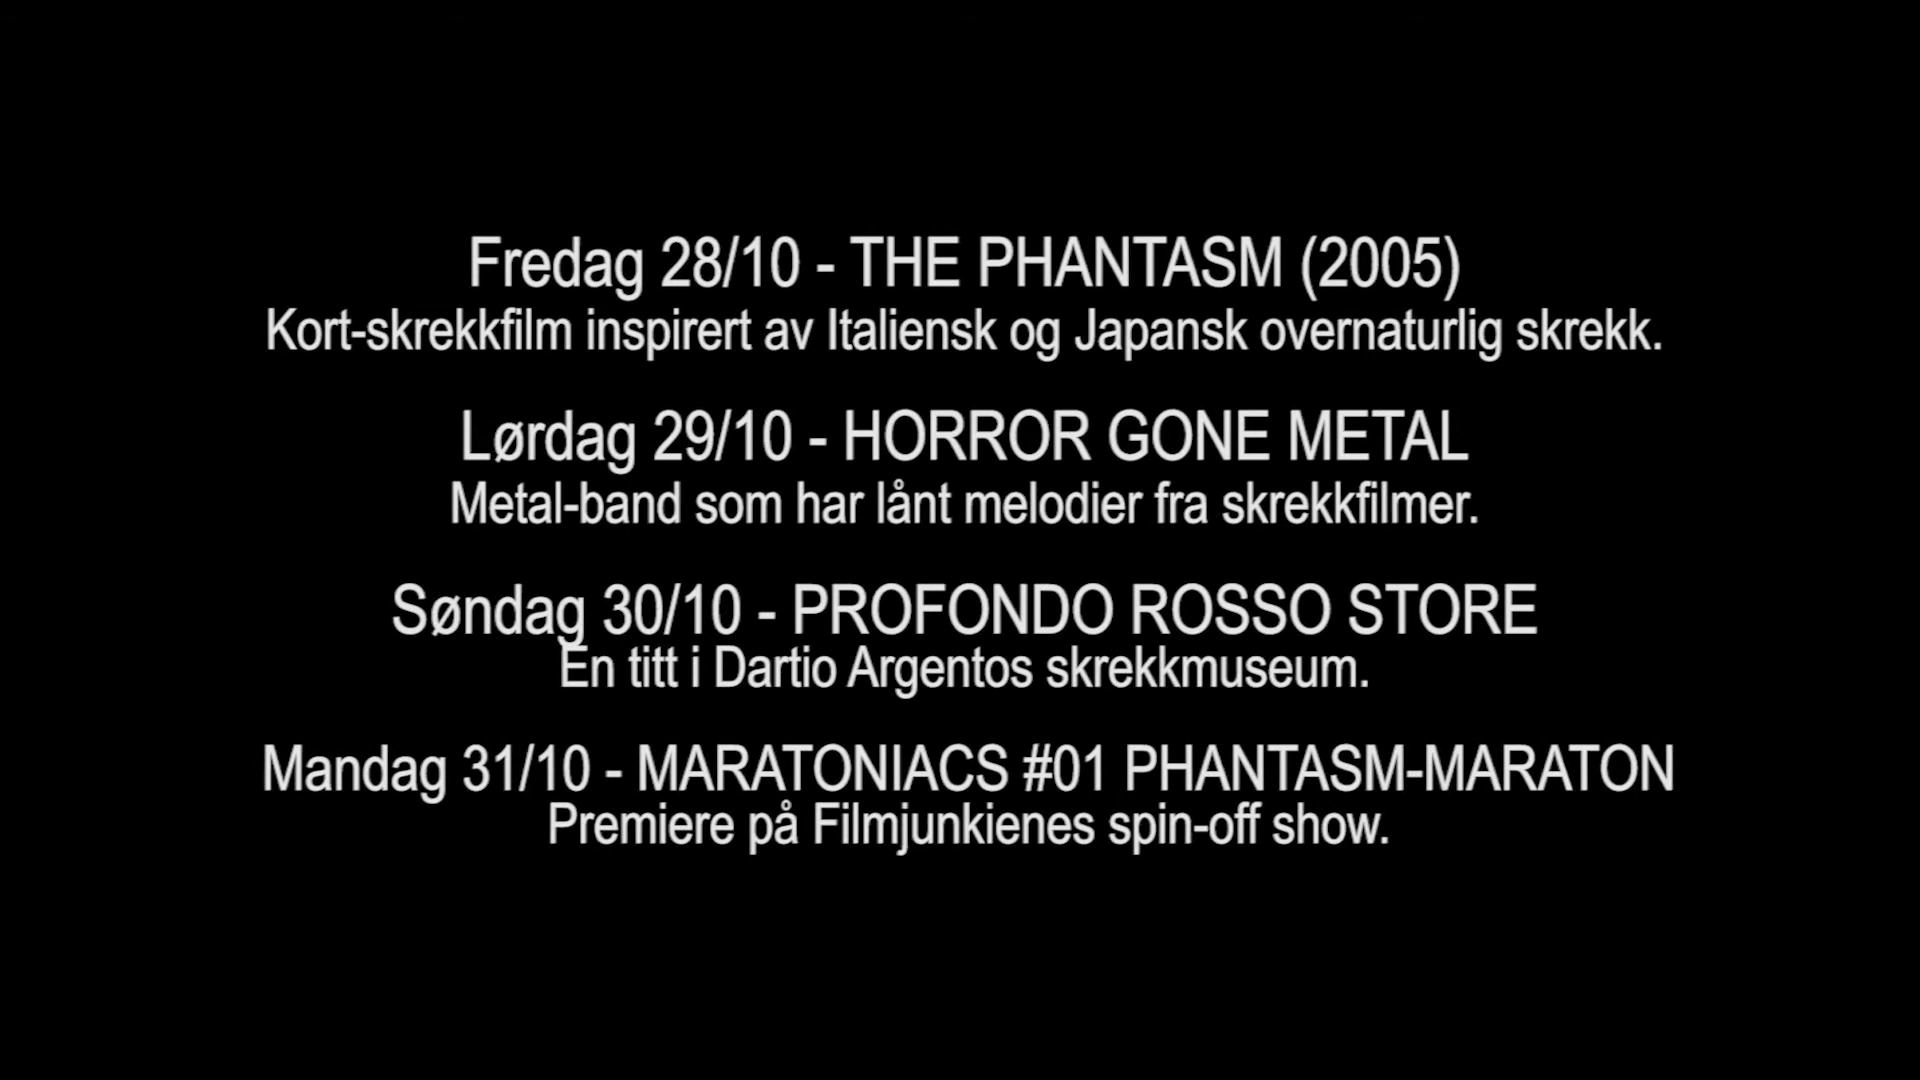 Fredag 28/10 - THE PHANTASM (2005)
Kort-skrekkfilm inspirert av Italiensk og Japansk overnaturlig skrekk.
Lørdag 29/10 - HORROR GONE METAL
Metal-band som har lånt melodier fra skrekkfilmer.
Søndag 30/10 - PROFONDO ROSSO STORE
En titt i Dartio Argentos skrekkmuseum.
Mandag 31/10 - MARATONIACS #01 PHANTASM-MARATON
Premiere på Filmjunkienes spin-off show.